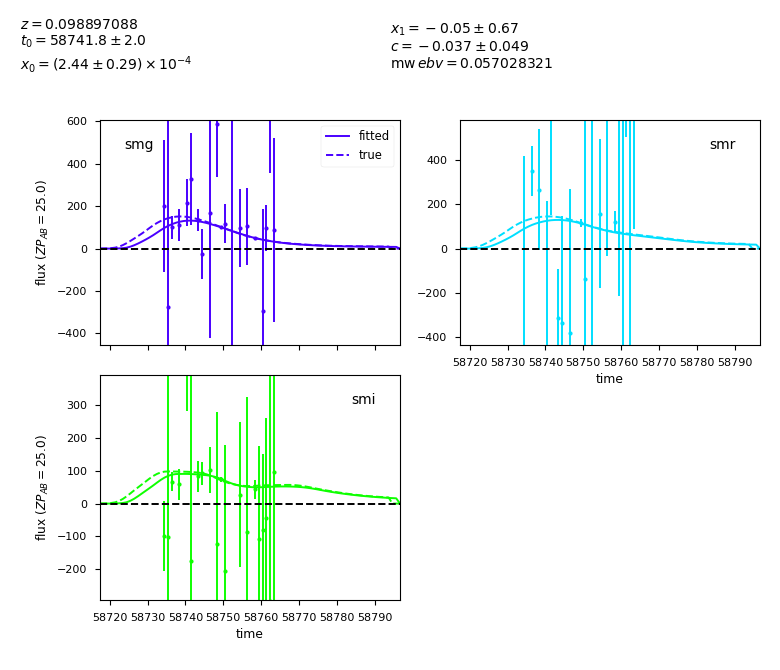 z = 0.098897088
t₀ = 58741.8 ± 2.0
x₀ = (2.44 ± 0.29) × 10⁻⁴
x₁ = −0.05 ± 0.67
c = −0.037 ± 0.049
mw ebv = 0.057028321
smg
fitted
true
600
400
200
0
−200
−400
flux (ZP_AB = 25.0)
smr
400
200
0
−200
−400
58720 58730 58740 58750 58760 58770 58780 58790
time
smi
300
200
100
0
−100
−200
flux (ZP_AB = 25.0)
58720 58730 58740 58750 58760 58770 58780 58790
time